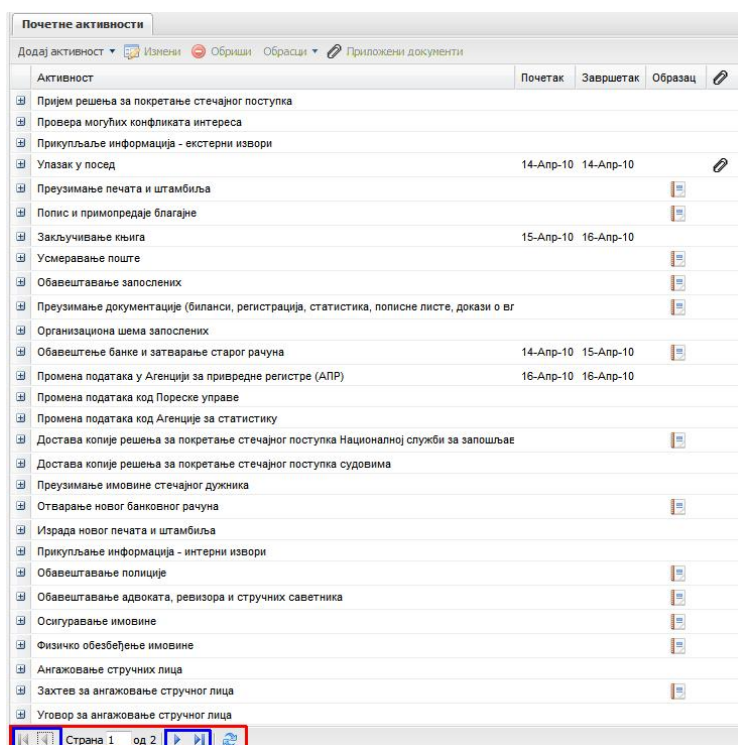 Почетне активности
Додај активност Измени Обриши Обрасци Приложени документи
Активност Почетак Завршетак Образац
Пријем решења за покретање стечајног поступка
Провера могућих конфликата интереса
Прикупљање информација - екстерни извори
Улазак у посед 14-Апр-10 14-Апр-10
Преузимање печата и штамбиља
Попис и примопредаје благајне
Закључивање књига 15-Апр-10 16-Апр-10
Усмеравање поште
Обавештавање запослених
Преузимање документације (биланси, регистрација, статистика, пописне листе, докази о вл
Организациона шема запослених
Обавештење банке и затварање старог рачуна 14-Апр-10 15-Апр-10
Промена података у Агенцији за привредне регистре (АПР) 16-Апр-10 16-Апр-10
Промена података код Пореске управе
Промена података код Агенције за статистику
Достава копије решења за покретање стечајног поступка Националној служби за запошљав
Достава копије решења за покретање стечајног поступка судовима
Преузимање имовине стечајног дужника
Отварање новог банковног рачуна
Израда новог печата и штамбиља
Прикупљање информација - интерни извори
Обавештавање полиције
Обавештавање адвоката, ревизора и стручних саветника
Осигуравање имовине
Физичко обезбеђење имовине
Ангажовање стручних лица
Захтев за ангажовање стручног лица
Уговор за ангажовање стручног лица
Страна 1 од 2